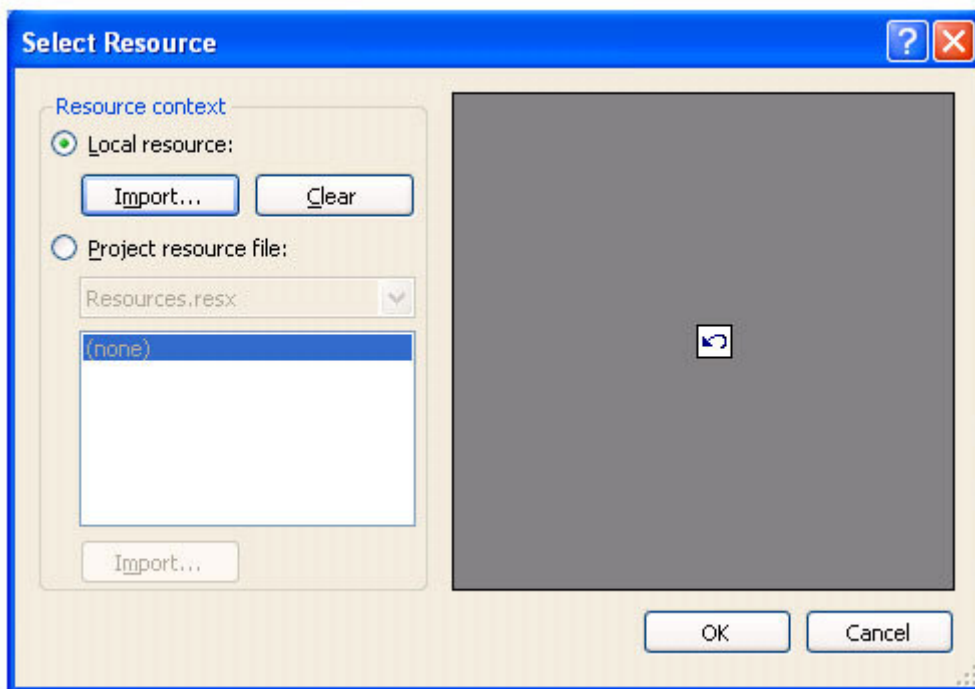 Select Resource
Resource context
Local resource:
Import...
Clear
Project resource file:
Resources.resx
(none)
Import...
OK
Cancel